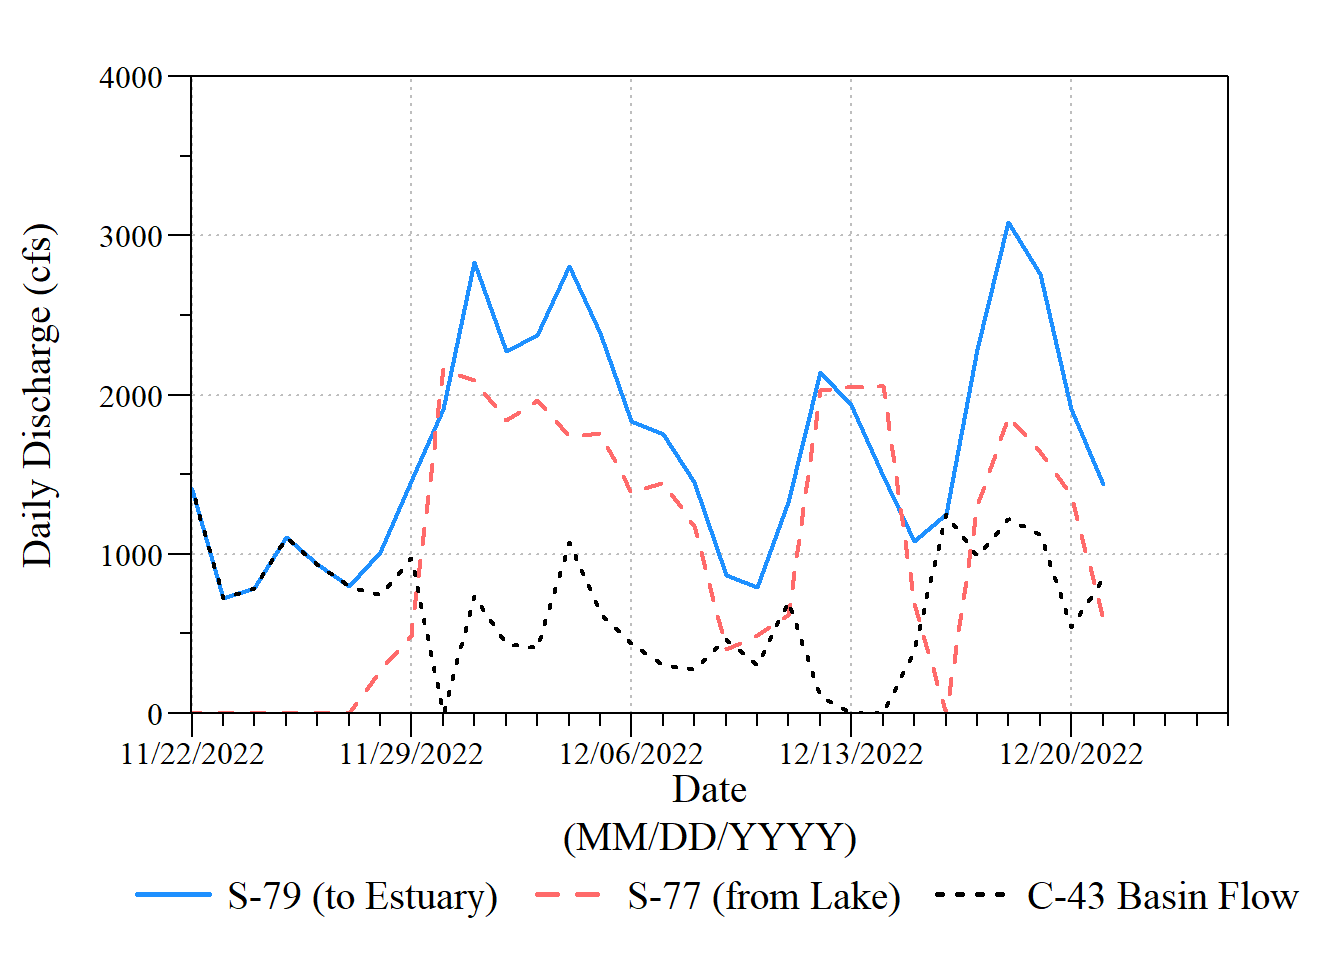 4000
3000
2000
1000
0
Daily Discharge (cfs)
11/22/2022 11/29/2022 12/06/2022 12/13/2022 12/20/2022
Date
(MM/DD/YYYY)
S-79 (to Estuary) S-77 (from Lake) C-43 Basin Flow